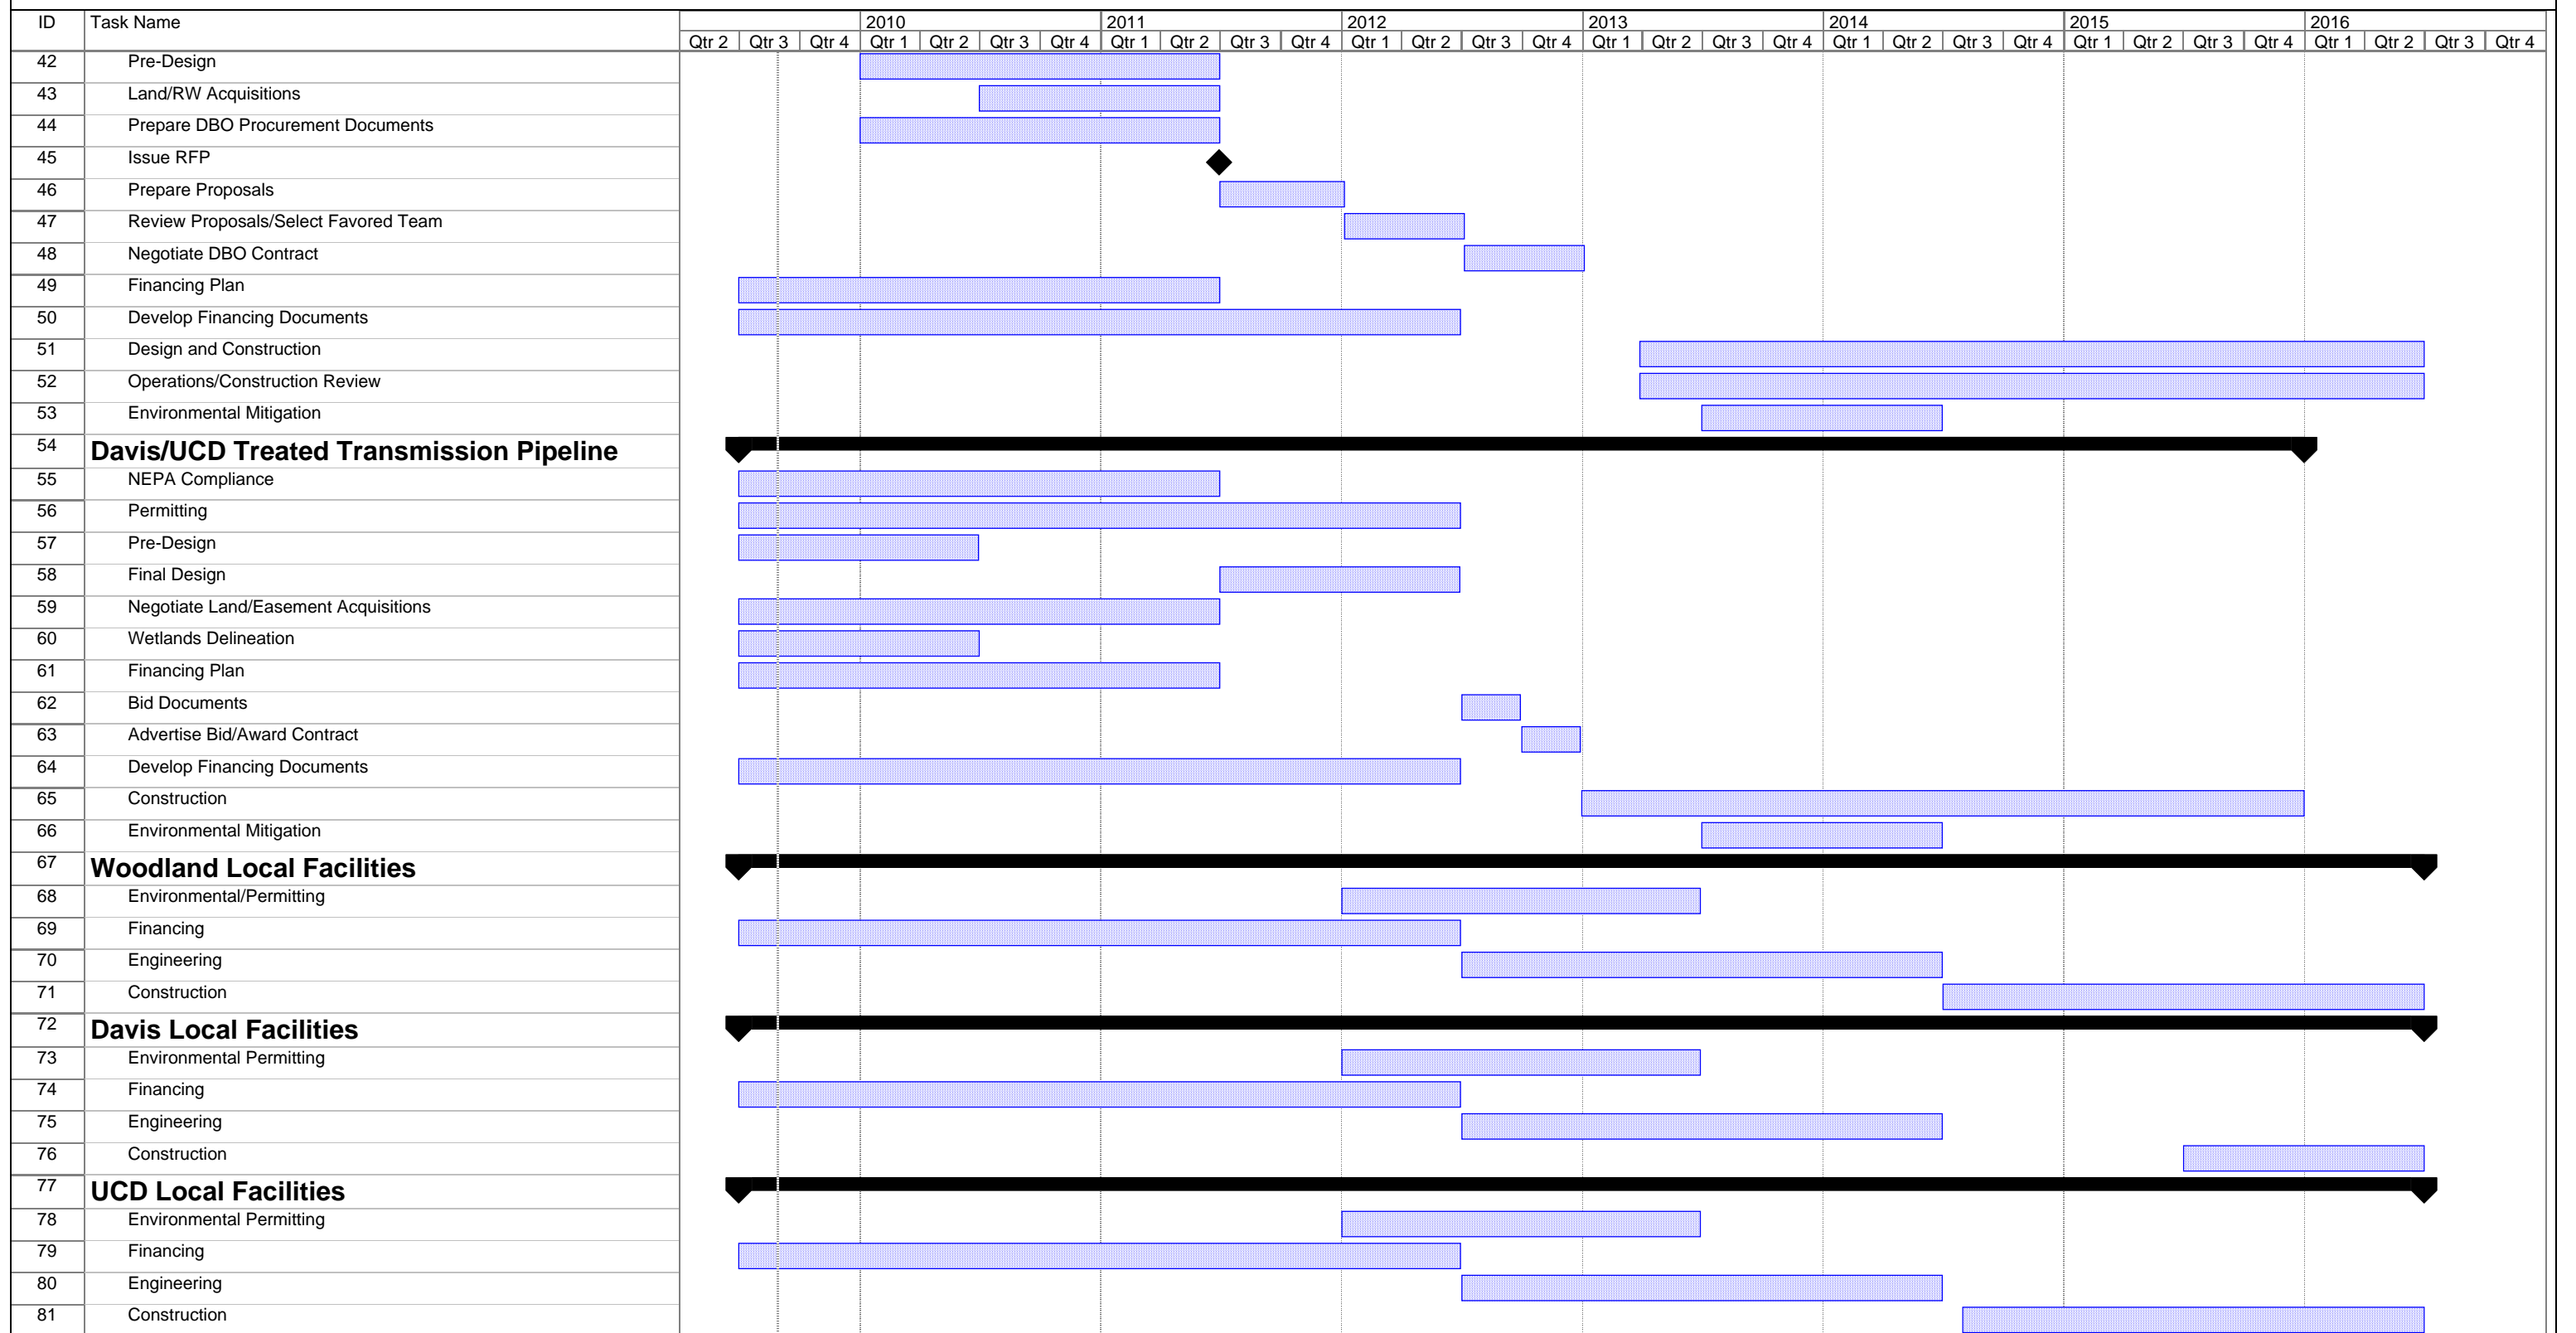 ID Task Name 2010 2011 2012 2013 2014 2015 2016
Qtr 2 Qtr 3 Qtr 4 Qtr 1 Qtr 2 Qtr 3 Qtr 4 Qtr 1 Qtr 2 Qtr 3 Qtr 4 Qtr 1 Qtr 2 Qtr 3 Qtr 4 Qtr 1 Qtr 2 Qtr 3 Qtr 4 Qtr 1 Qtr 2 Qtr 3 Qtr 4 Qtr 1 Qtr 2 Qtr 3 Qtr 4 Qtr 1 Qtr 2 Qtr 3 Qtr 4
42 Pre-Design
43 Land/RW Acquisitions
44 Prepare DBO Procurement Documents
45 Issue RFP
46 Prepare Proposals
47 Review Proposals/Select Favored Team
48 Negotiate DBO Contract
49 Financing Plan
50 Develop Financing Documents
51 Design and Construction
52 Operations/Construction Review
53 Environmental Mitigation
54 Davis/UCD Treated Transmission Pipeline
55 NEPA Compliance
56 Permitting
57 Pre-Design
58 Final Design
59 Negotiate Land/Easement Acquisitions
60 Wetlands Delineation
61 Financing Plan
62 Bid Documents
63 Advertise Bid/Award Contract
64 Develop Financing Documents
65 Construction
66 Environmental Mitigation
67 Woodland Local Facilities
68 Environmental/Permitting
69 Financing
70 Engineering
71 Construction
72 Davis Local Facilities
73 Environmental Permitting
74 Financing
75 Engineering
76 Construction
77 UCD Local Facilities
78 Environmental Permitting
79 Financing
80 Engineering
81 Construction